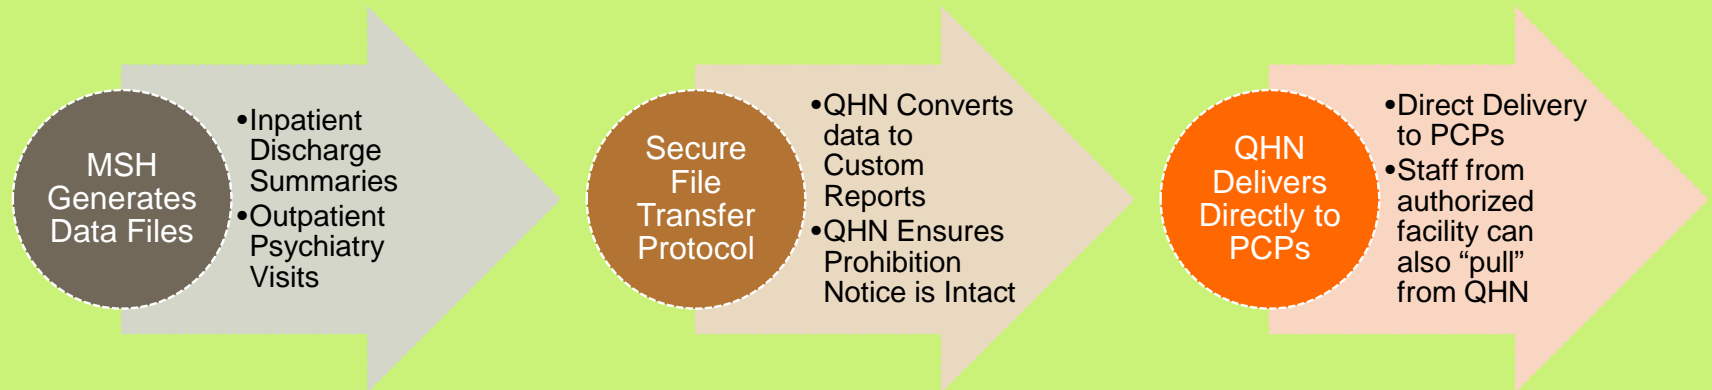 MSH
Generates
Data Files
•Inpatient
Discharge
Summaries
•Outpatient
Psychiatry
Visits
Secure
File
Transfer
Protocol
•QHN Converts
data to
Custom
Reports
•QHN Ensures
Prohibition
Notice is Intact
QHN
Delivers
Directly to
PCPs
•Direct Delivery
to PCPs
•Staff from
authorized
facility can
also “pull”
from QHN